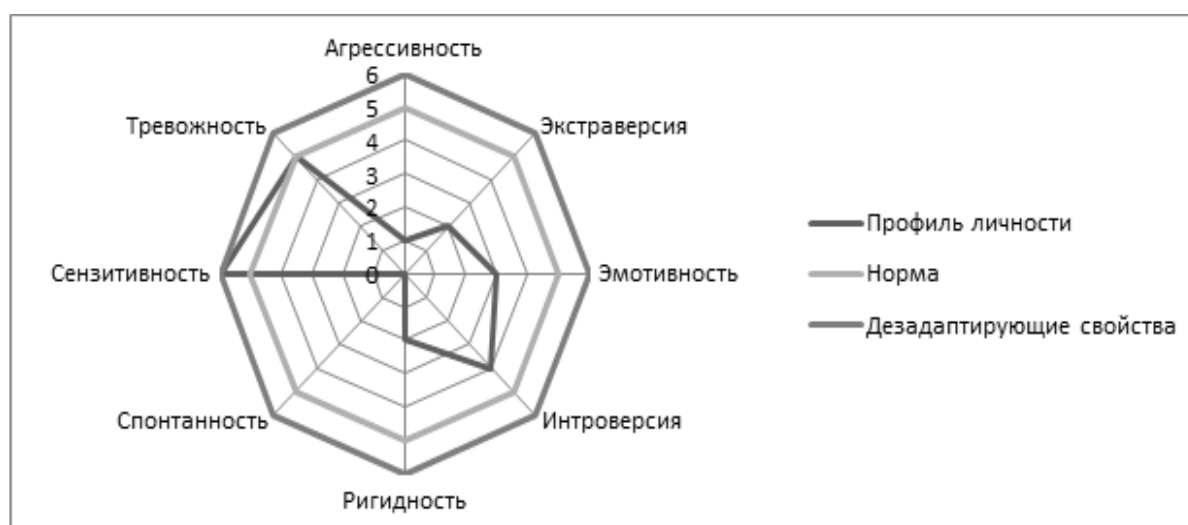 Агрессивность
6
5
4
3
2
1
0
Тревожность
Экстраверсия
Сензитивность
Эмотивность
Спонтанность
Интроверсия
Ригидность
Профиль личности
Норма
Дезадаптирующие свойства